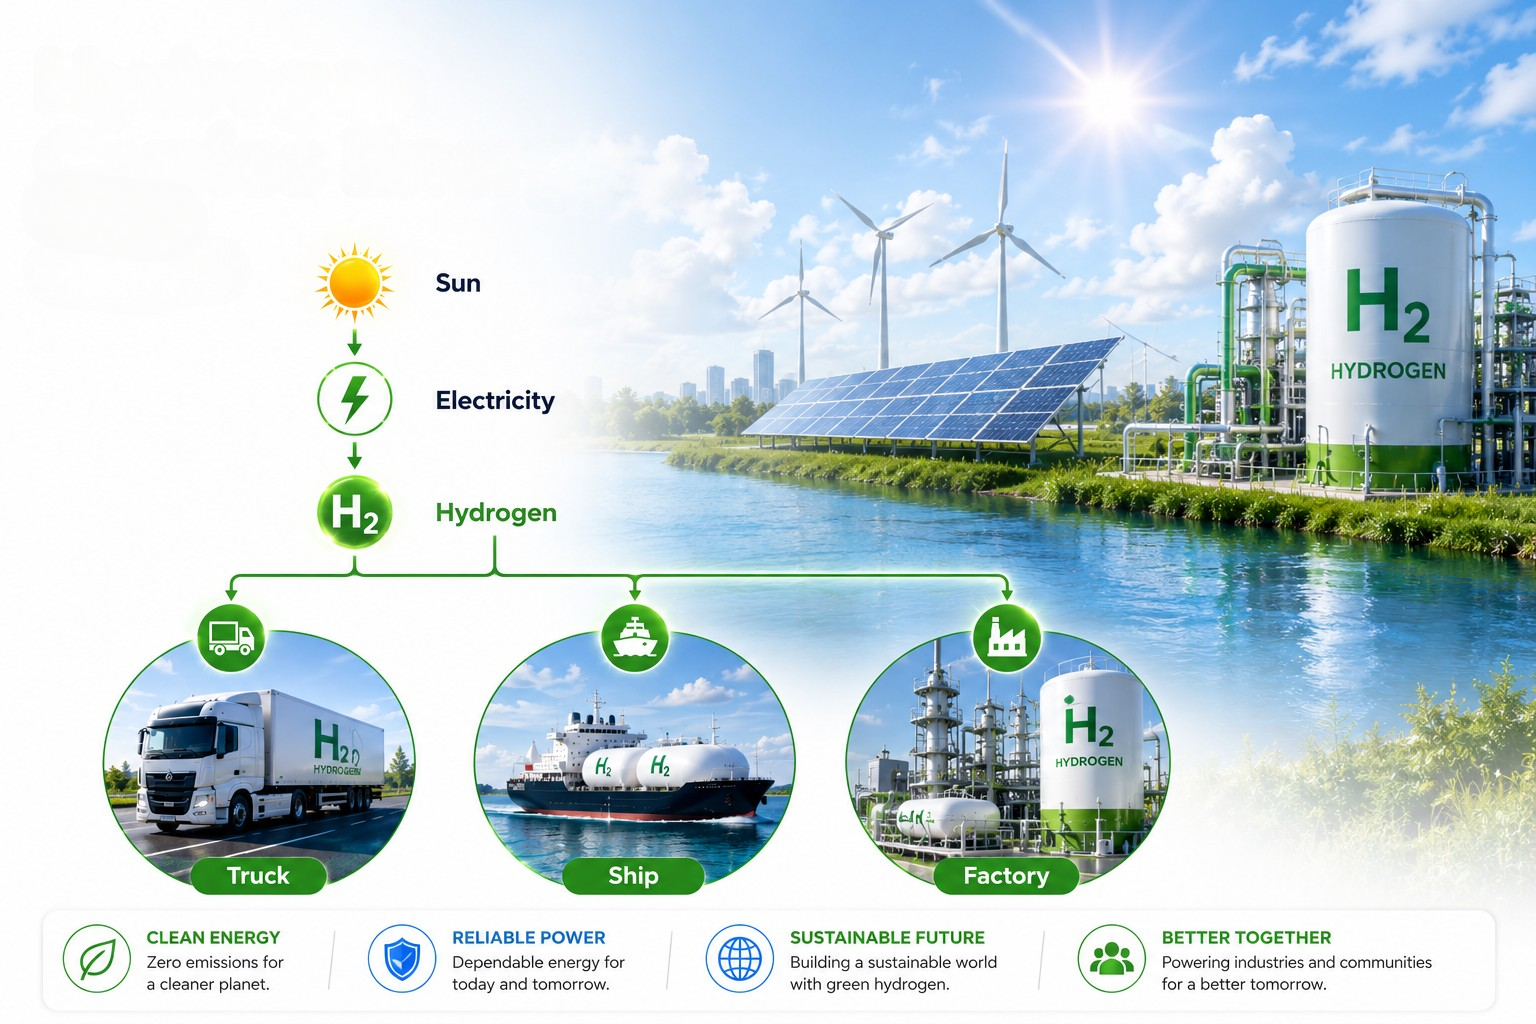 Sun
Electricity
H2
Hydrogen
H2
HYDROGEN
H2
HYDROGEN
H2
H2
H2
HYDROGEN
H
Truck
Ship
Factory
CLEAN ENERGY
Zero emissions for
a cleaner planet.
RELIABLE POWER
Dependable energy for
today and tomorrow.
SUSTAINABLE FUTURE
Building a sustainable world
with green hydrogen.
BETTER TOGETHER
Powering industries and communities
for a better tomorrow.